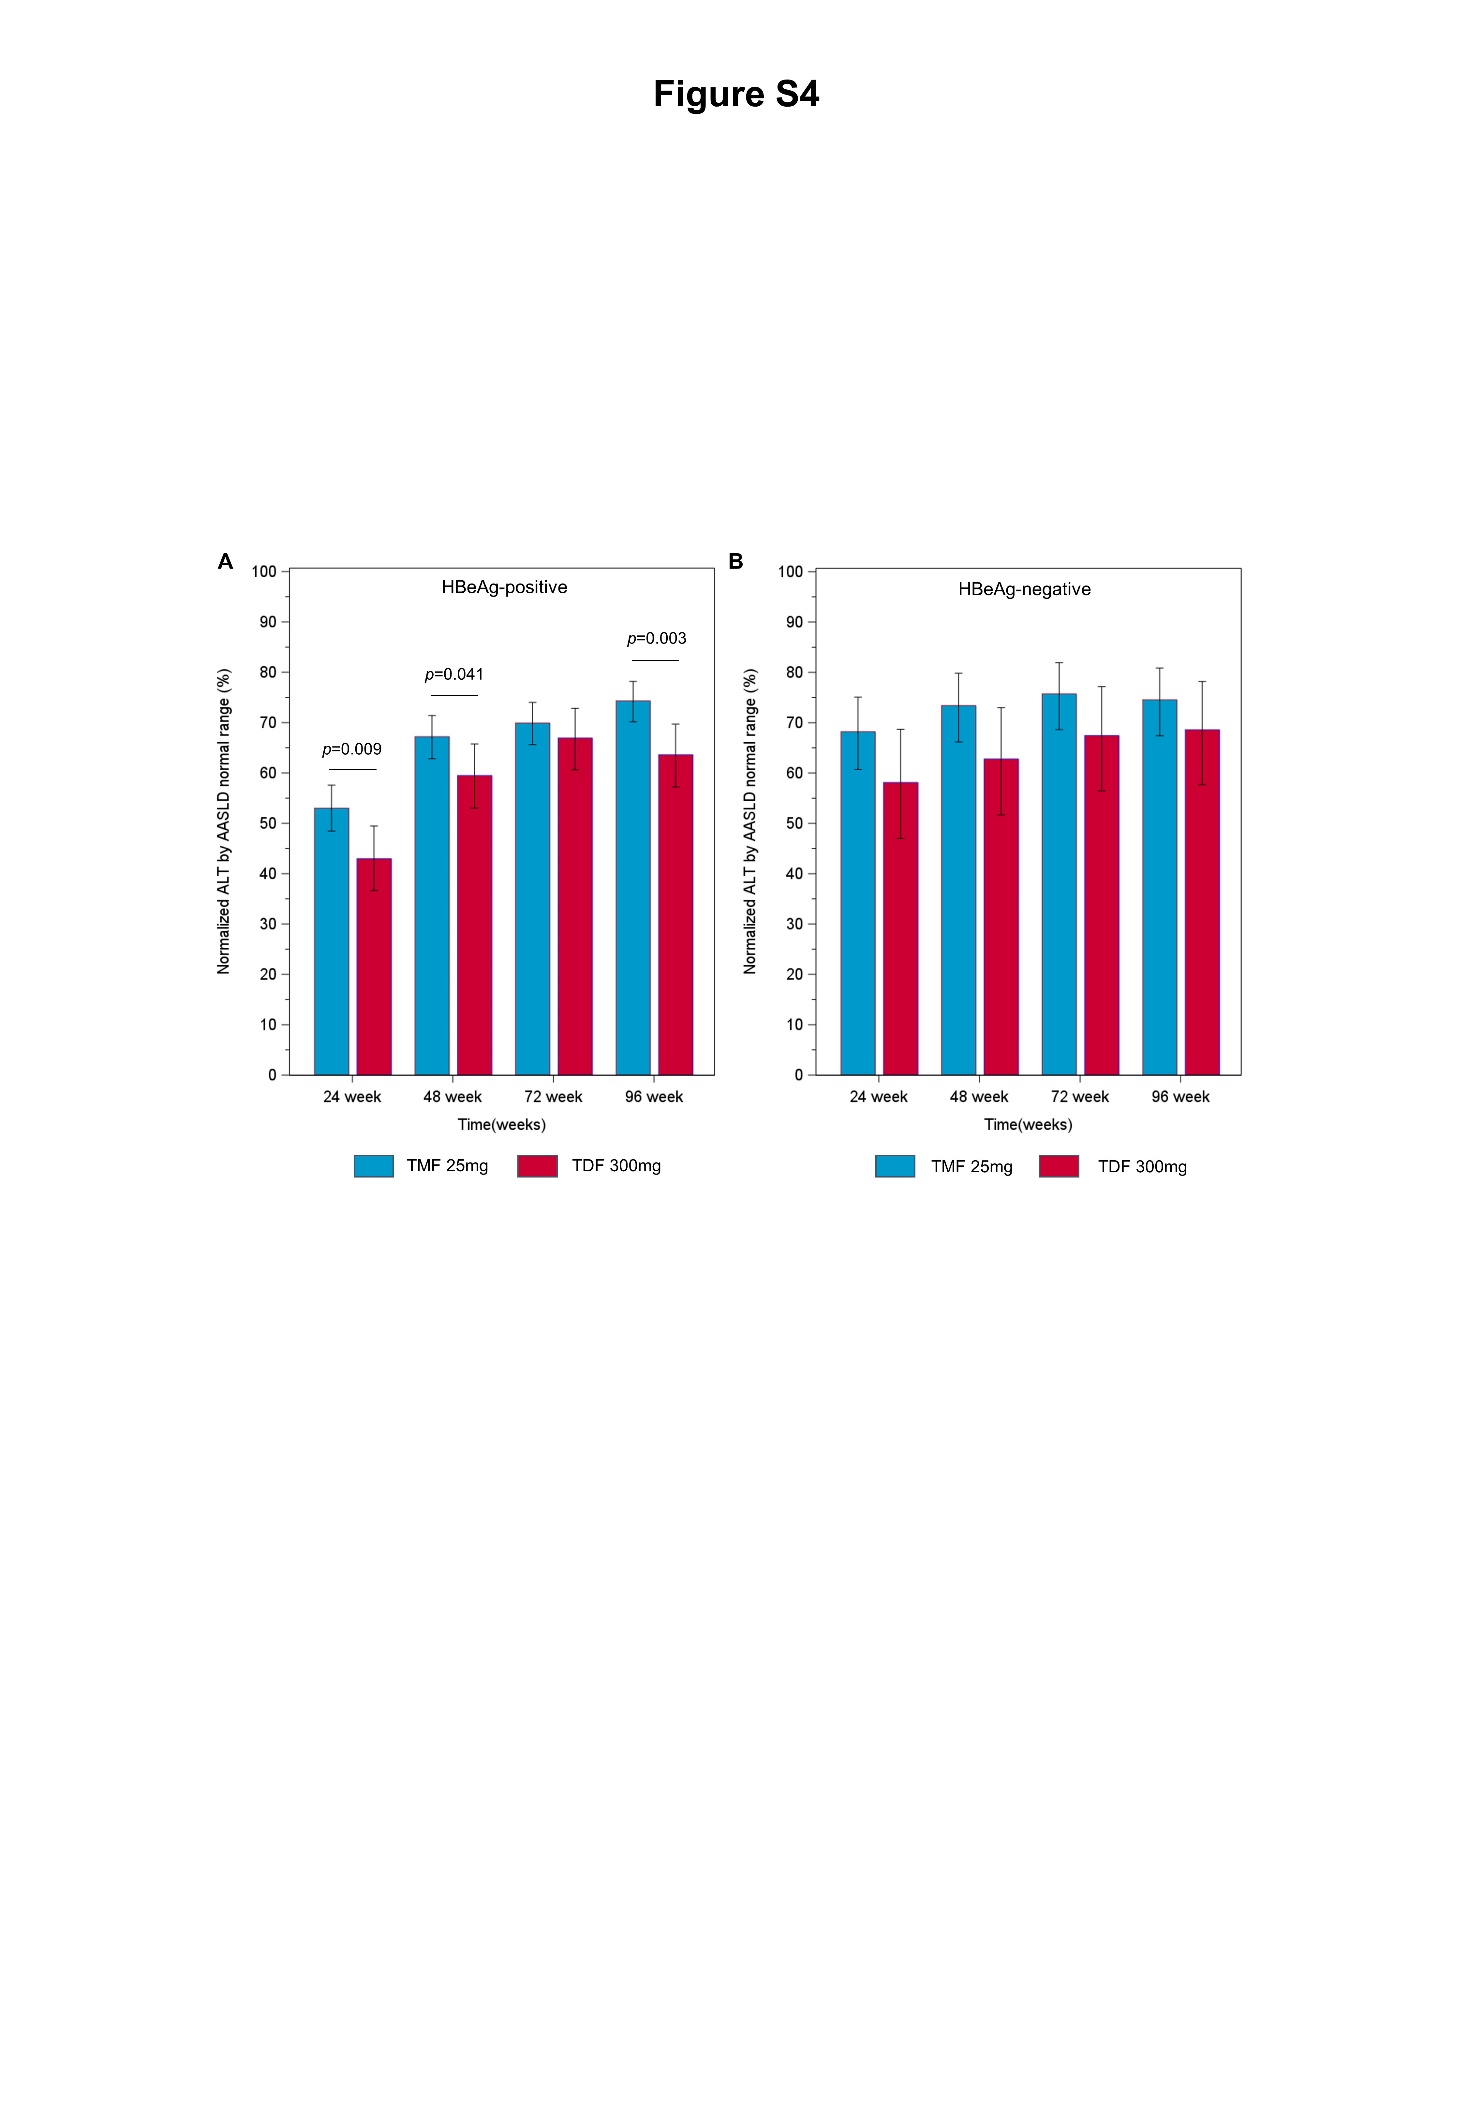 Figure S4
A
HBeAg-positive
Normalized ALT by AASLD normal range (%)
100
90
80
70
60
50
40
30
20
10
0
p=0.009
p=0.041
p=0.003
24 week
48 week
72 week
96 week
Time(weeks)
TMF 25mg
TDF 300mg
B
HBeAg-negative
Normalized ALT by AASLD normal range (%)
100
90
80
70
60
50
40
30
20
10
0
24 week
48 week
72 week
96 week
Time(weeks)
TMF 25mg
TDF 300mg